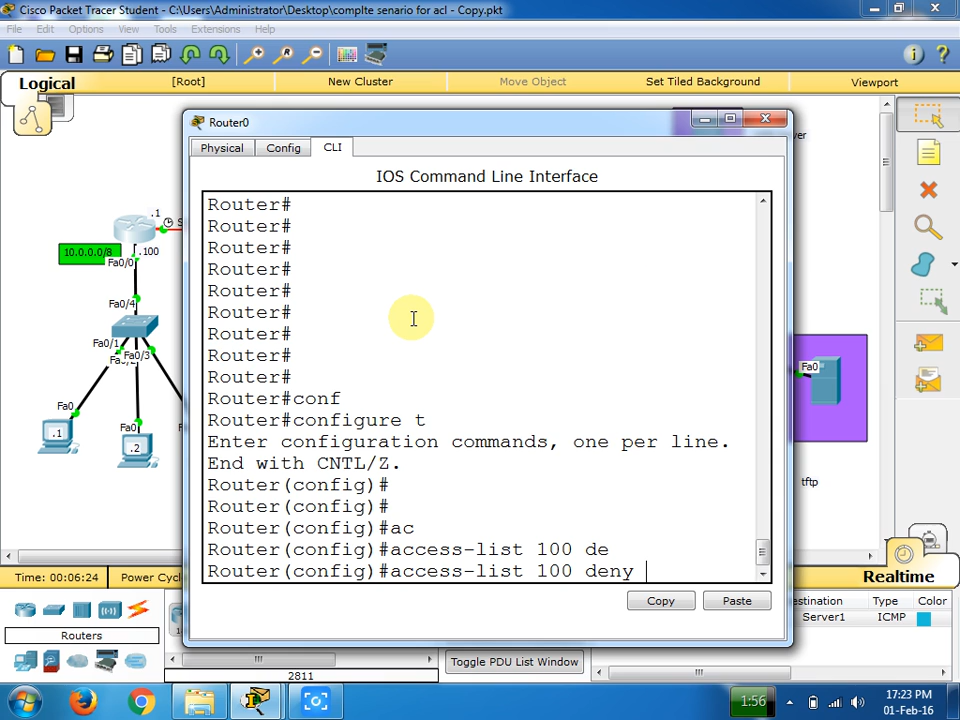 Cisco Packet Tracer Student - C:\Users\Administrator\Desktop\complte senario for acl - Copy.pkt
File Edit Options View Tools Extensions Help
Logical [Root] New Cluster Move Object Set Tiled Background Viewport
Router0
Physical Config CLI
IOS Command Line Interface
Router#
Router#
Router#
Router#
Router#
Router#
Router#
Router#
Router#
Router#conf
Router#configure t
Enter configuration commands, one per line.
End with CNTL/Z.
Router(config)#
Router(config)#
Router(config)#ac
Router(config)#access-list 100 de
Router(config)#access-list 100 deny
Copy Paste
.1
10.0.0.0/8
.100
Fa0/0
Fa0/4
Fa0/1
Fa0/3
Fa0
Fa0
.1
.2
Fa0
tftp
Time: 00:06:24 Power Cyc
Realtime
Routers
2811
Toggle PDU List Window
estination Type Color
Server1 ICMP
1:56
17:23 PM
01-Feb-16